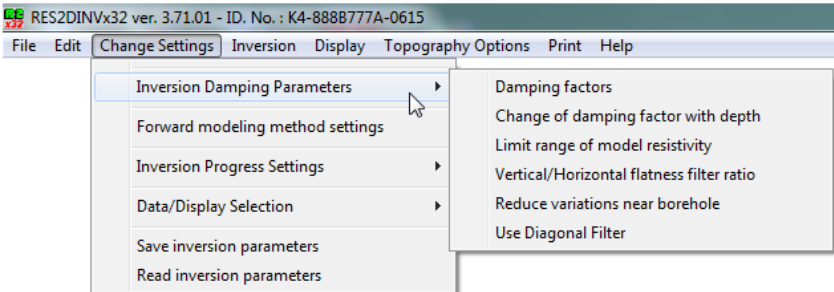 RES2DINVx32 ver. 3.71.01 - ID. No. : K4-888B777A-0615
File Edit Change Settings Inversion Display Topography Options Print Help
Inversion Damping Parameters
Forward modeling method settings
Inversion Progress Settings
Data/Display Selection
Save inversion parameters
Read inversion parameters
Damping factors
Change of damping factor with depth
Limit range of model resistivity
Vertical/Horizontal flatness filter ratio
Reduce variations near borehole
Use Diagonal Filter